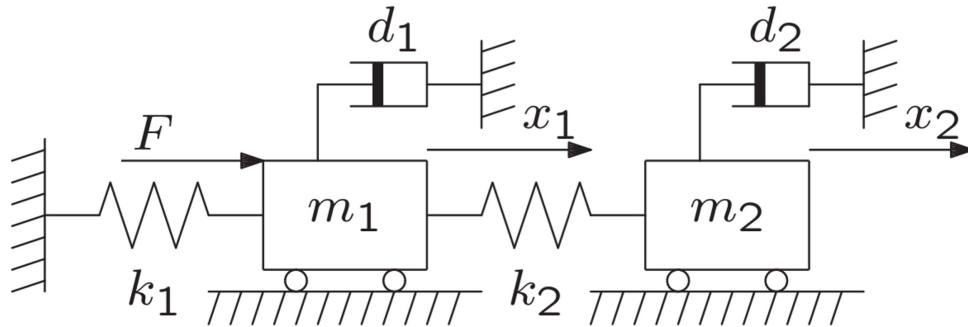 d₁ d₂
F x₁ x₂
m₁ m₂
k₁ k₂